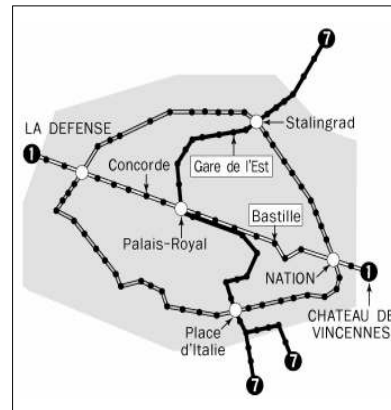 7
Stalingrad
LA DEFENSE
1
Concorde
Gare de l'Est
Bastille
Palais-Royal
NATION
1
CHATEAU DE
VINCENNES
Place
d'Italie
7
7